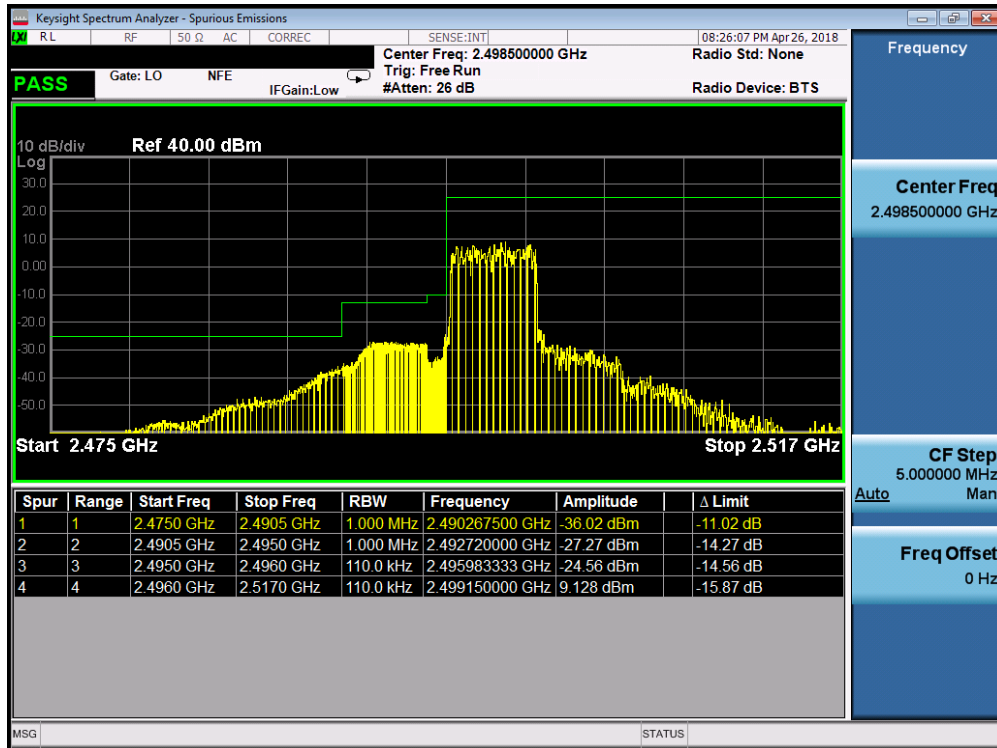 Keysight Spectrum Analyzer - Spurious Emissions
LXI RL RF 50 Ω AC CORREC SENSE:INT 08:26:07 PM Apr 26, 2018
Frequency
Center Freq: 2.498500000 GHz Radio Std: None
PASS Gate: LO NFE Trig: Free Run
IFGain:Low #Atten: 26 dB Radio Device: BTS
10 dB/div Ref 40.00 dBm
Log
30.0
20.0
10.0
0.00
-10.0
-20.0
-30.0
-40.0
-50.0
Start 2.475 GHz Stop 2.517 GHz
Spur Range Start Freq Stop Freq RBW Frequency Amplitude Δ Limit
1 1 2.4750 GHz 2.4905 GHz 1.000 MHz 2.490267500 GHz -36.02 dBm -11.02 dB
2 2 2.4905 GHz 2.4950 GHz 1.000 MHz 2.492720000 GHz -27.27 dBm -14.27 dB
3 3 2.4950 GHz 2.4960 GHz 110.0 kHz 2.495983333 GHz -24.56 dBm -14.56 dB
4 4 2.4960 GHz 2.5170 GHz 110.0 kHz 2.499150000 GHz 9.128 dBm -15.87 dB
Center Freq
2.498500000 GHz
CF Step
5.000000 MHz
Auto Man
Freq Offset
0 Hz
MSG STATUS